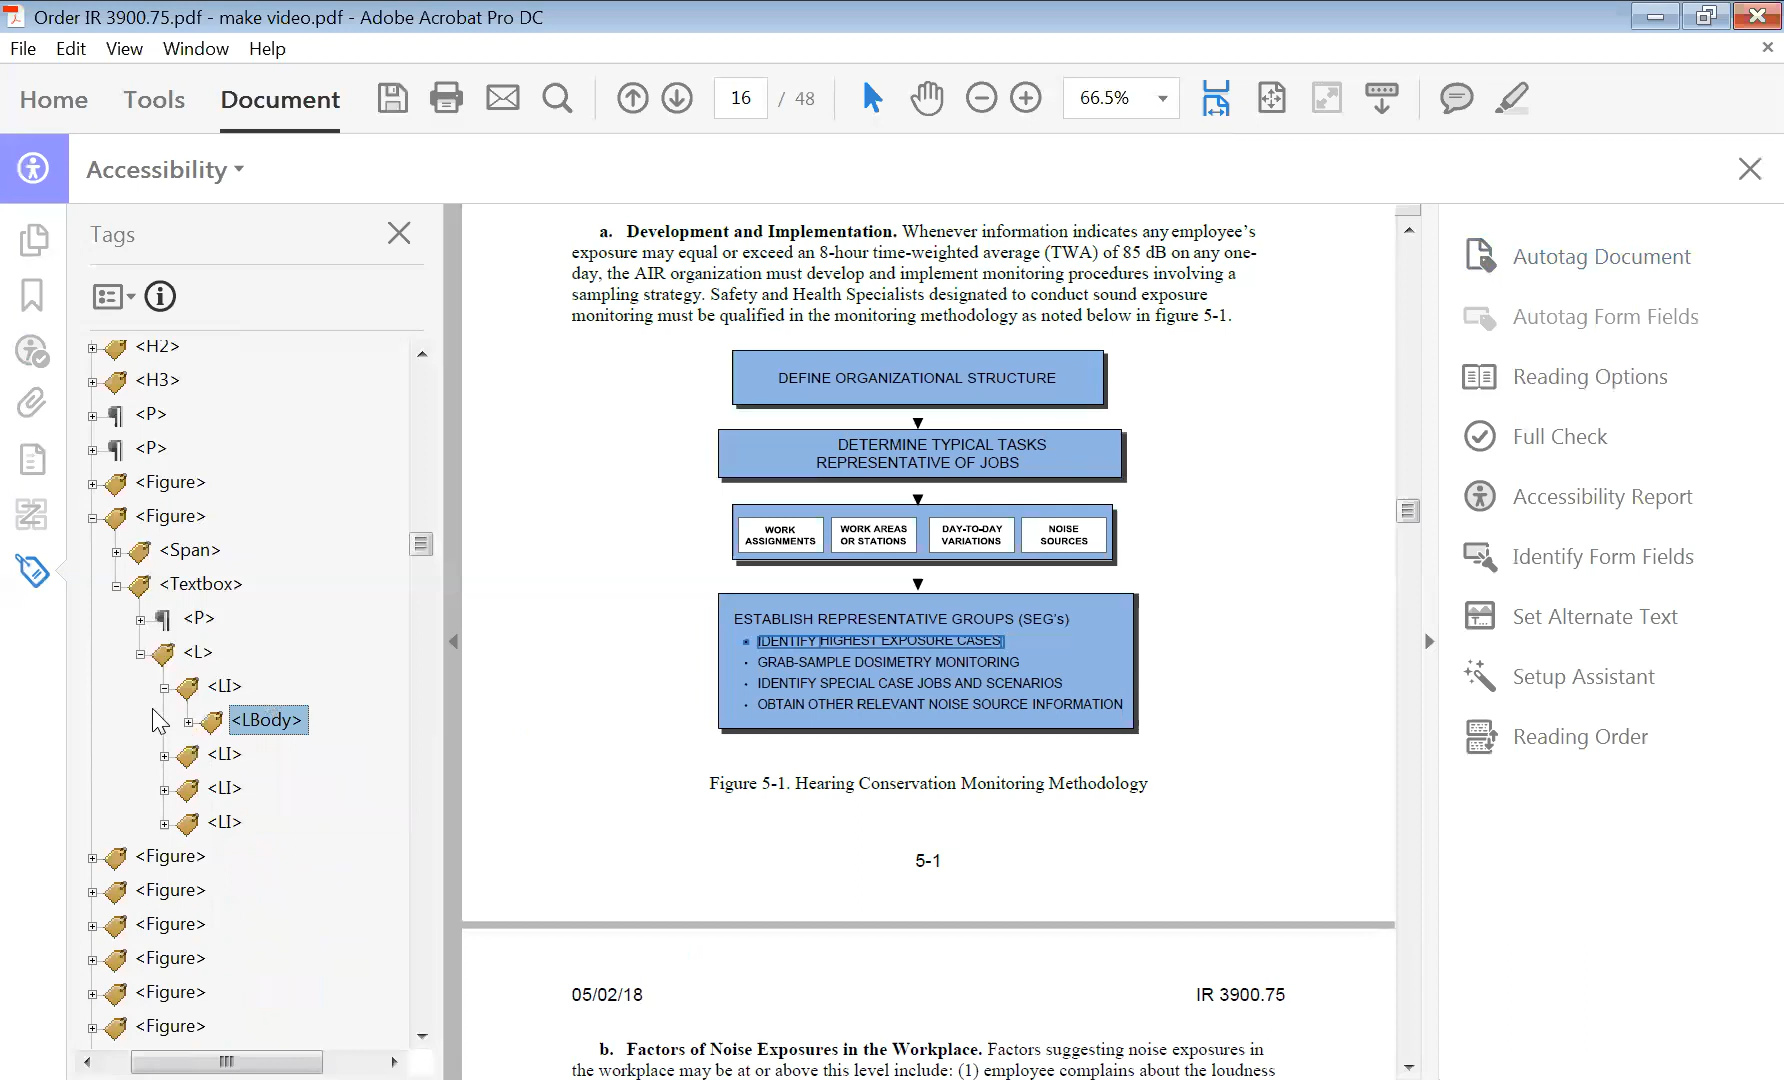 Order IR 3900.75.pdf - make video.pdf - Adobe Acrobat Pro DC
File Edit View Window Help
Home Tools Document 16 / 48 66.5%
Accessibility
Tags
<H2>
<H3>
<P>
<P>
<Figure>
<Figure>
<Span>
<Textbox>
<P>
<L>
<LI>
<LBody>
<LI>
<LI>
<LI>
<Figure>
<Figure>
<Figure>
<Figure>
<Figure>
<Figure>
a. Development and Implementation. Whenever information indicates any employee's
exposure may equal or exceed an 8-hour time-weighted average (TWA) of 85 dB on any one-
day, the AIR organization must develop and implement monitoring procedures involving a
sampling strategy. Safety and Health Specialists designated to conduct sound exposure
monitoring must be qualified in the monitoring methodology as noted below in figure 5-1.
DEFINE ORGANIZATIONAL STRUCTURE
DETERMINE TYPICAL TASKS
REPRESENTATIVE OF JOBS
WORK
ASSIGNMENTS
WORK AREAS
OR STATIONS
DAY-TO-DAY
VARIATIONS
NOISE
SOURCES
ESTABLISH REPRESENTATIVE GROUPS (SEG's)
• IDENTIFY HIGHEST EXPOSURE CASES
• GRAB-SAMPLE DOSIMETRY MONITORING
• IDENTIFY SPECIAL CASE JOBS AND SCENARIOS
• OBTAIN OTHER RELEVANT NOISE SOURCE INFORMATION
Figure 5-1. Hearing Conservation Monitoring Methodology
5-1
05/02/18 IR 3900.75
b. Factors of Noise Exposures in the Workplace. Factors suggesting noise exposures in
the workplace may be at or above this level include: (1) employee complains about the loudness
Autotag Document
Autotag Form Fields
Reading Options
Full Check
Accessibility Report
Identify Form Fields
Set Alternate Text
Setup Assistant
Reading Order